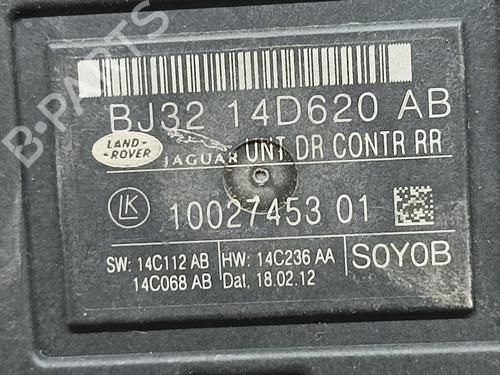 B-PARTS
BJ32 14D620 AB
LAND-ROVER JAGUAR UNT DR CONTR RR
LK 10027453 01
SW: 14C112 AB HW: 14C236 AA SOYOB
14C068 AB Dat. 18.02.12